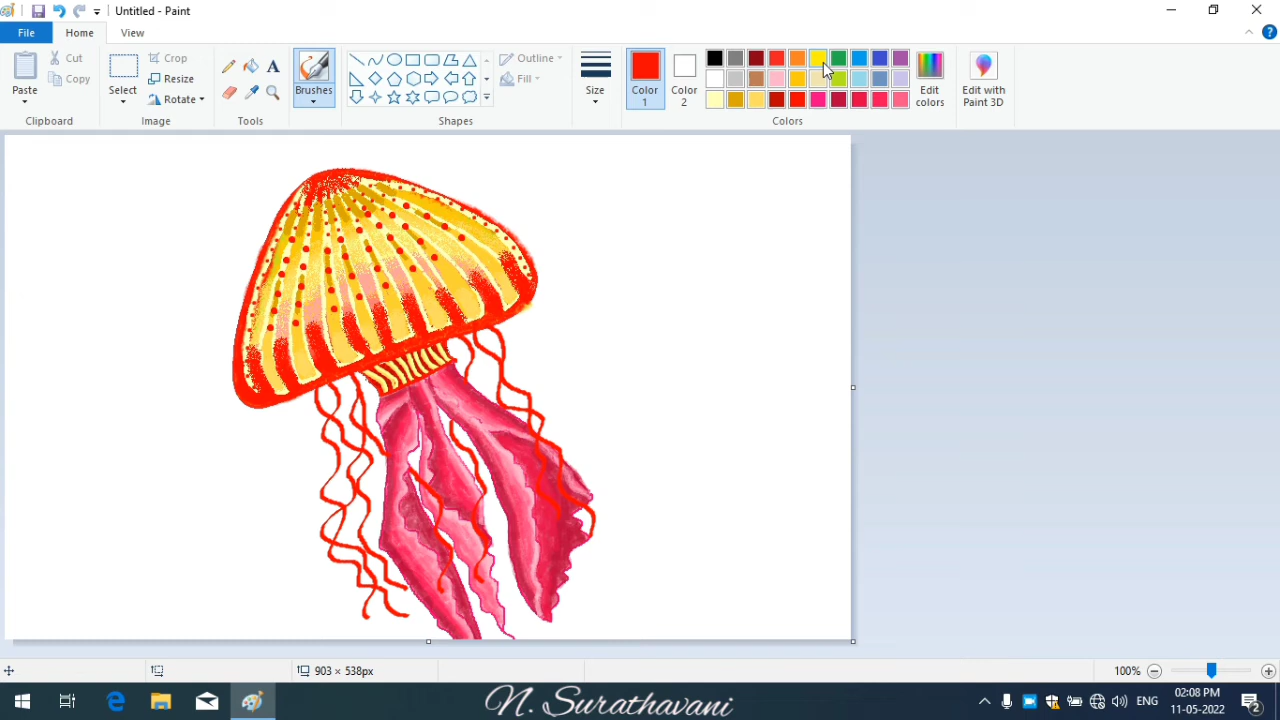 Untitled - Paint
File Home View
Paste Cut Copy
Clipboard
Select Crop Resize Rotate
Image
Tools
Brushes
Outline Fill
Shapes
Size
Color 1
Color 2
Edit colors
Colors
Edit with Paint 3D
903 × 538px
100%
N. Surathavani
ENG
02:08 PM
11-05-2022
2